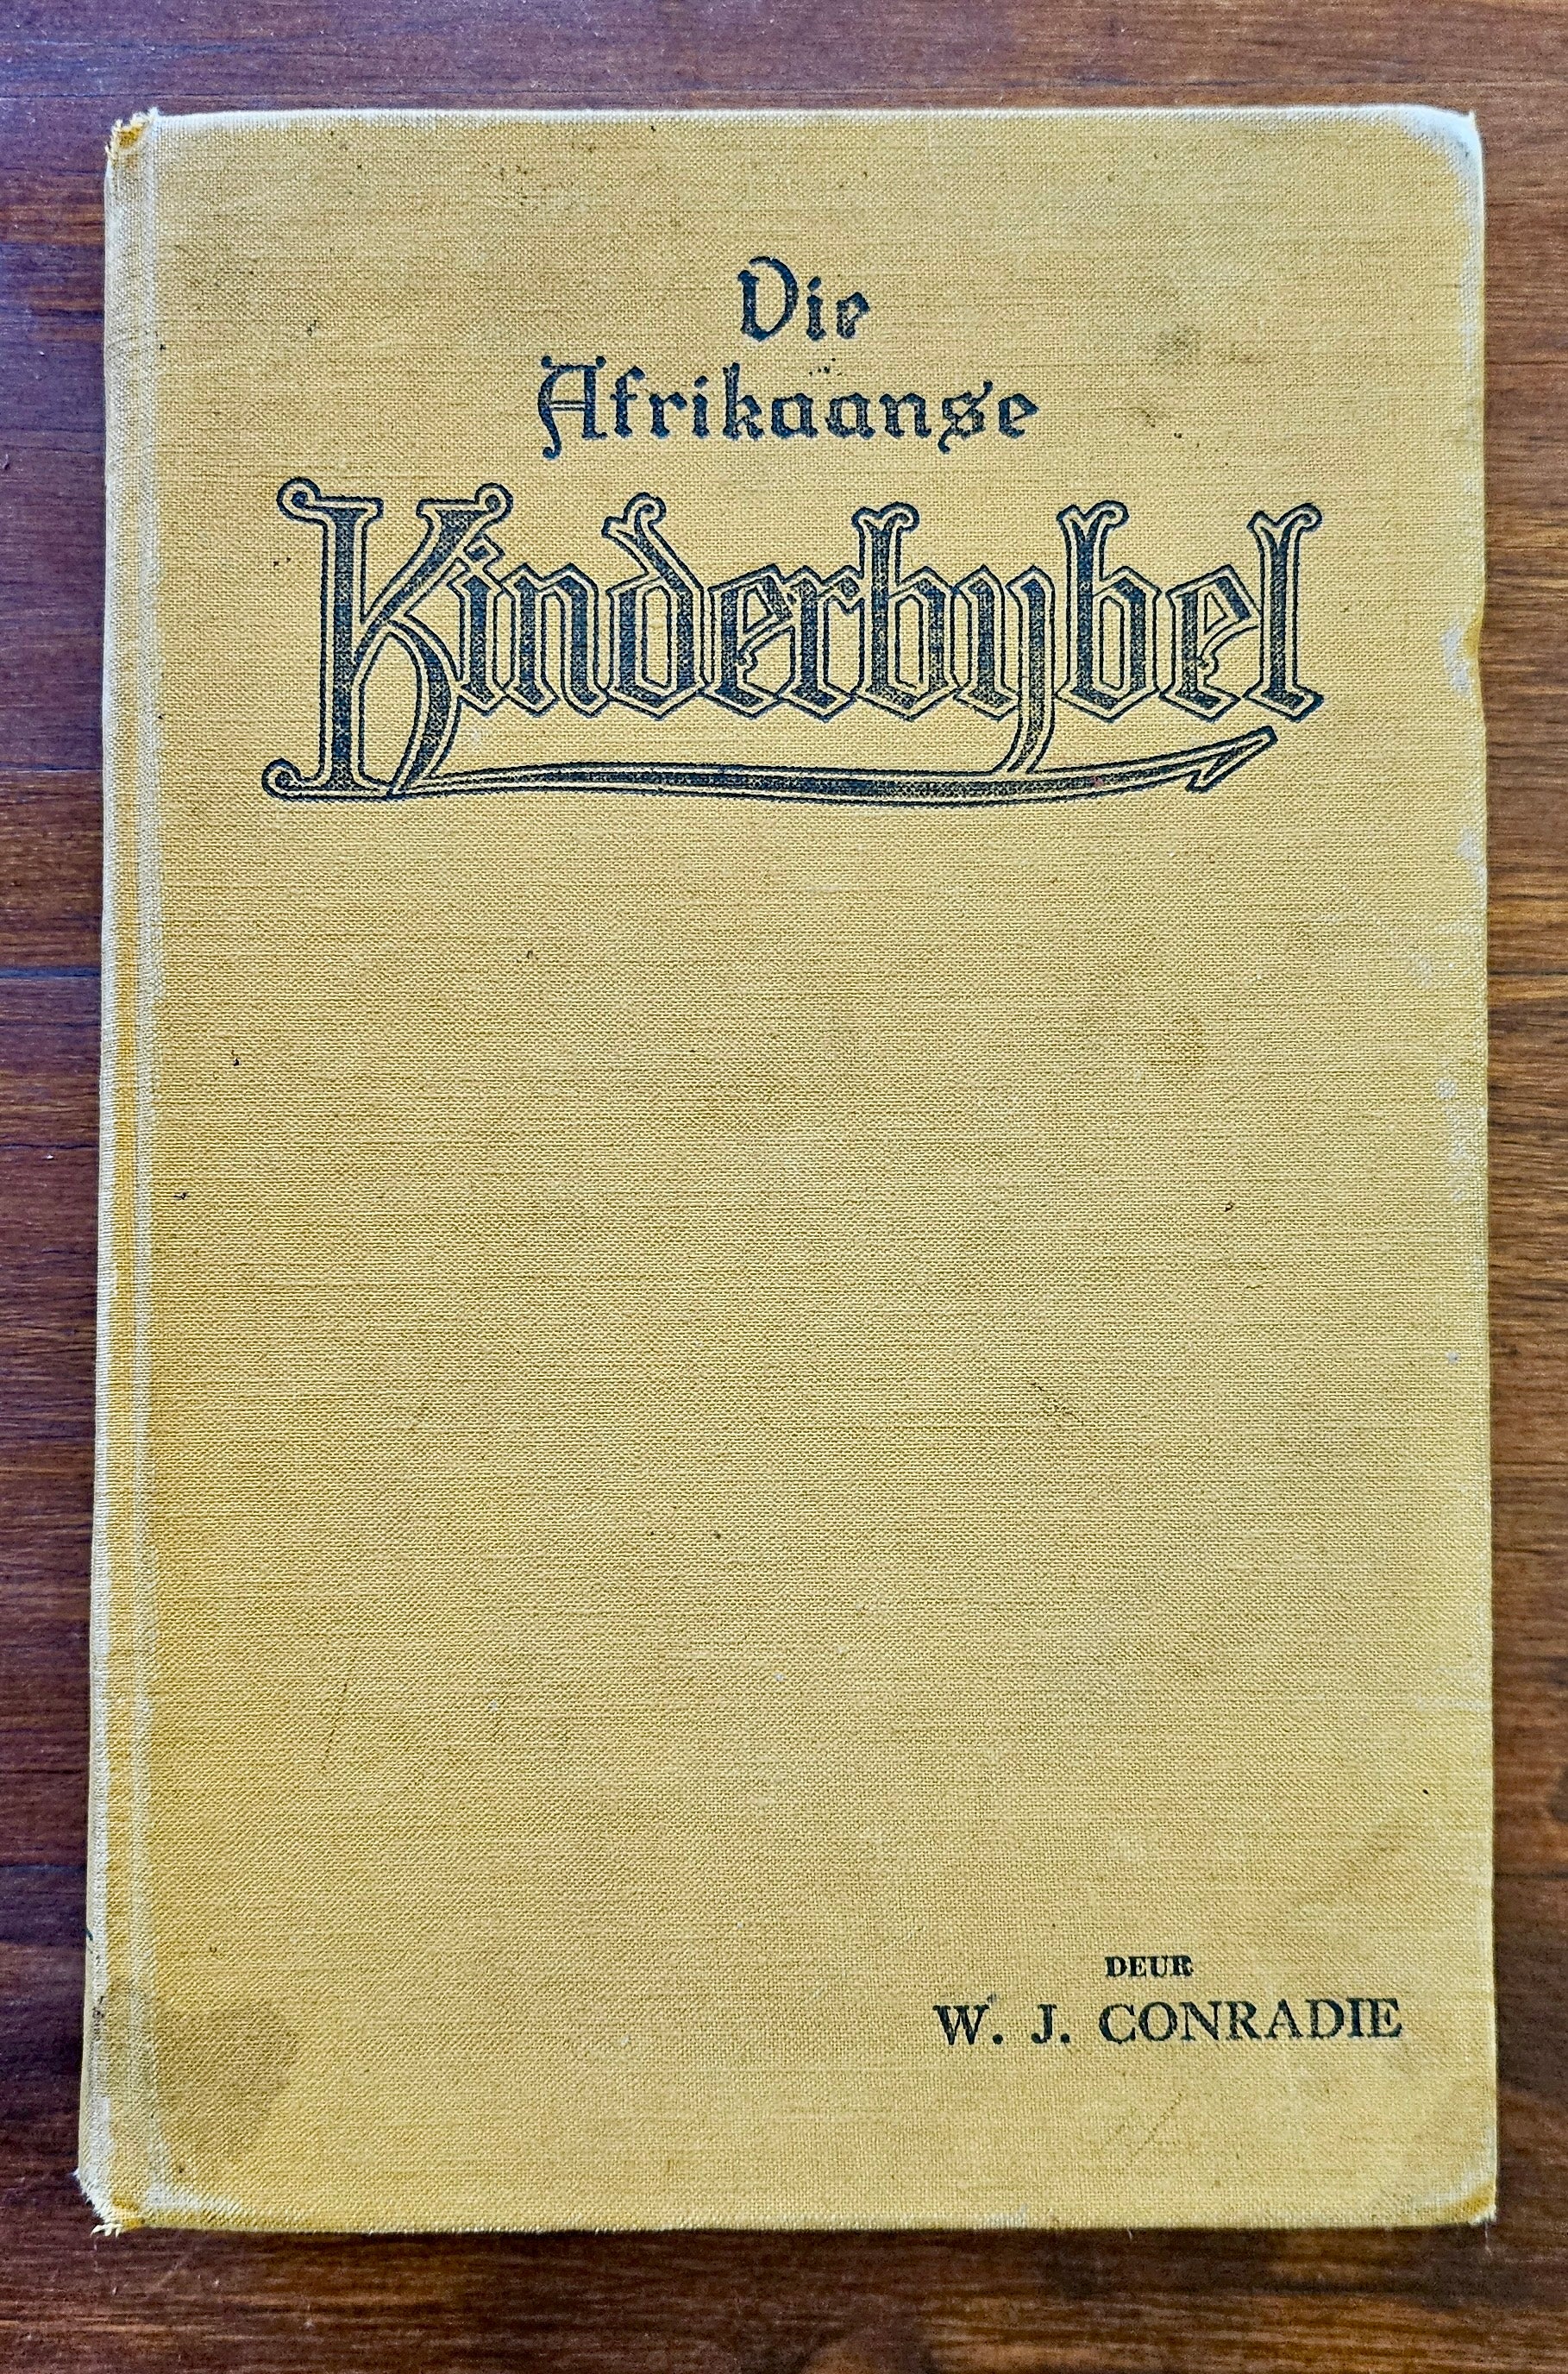 Die
Afrikaanse
Kinderbybel
DEUR
W. J. CONRADIE